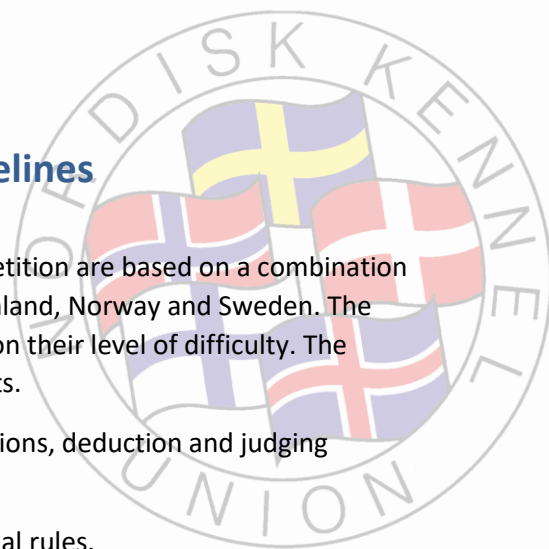 NORDISK KENNEL UNION
elines
etition are based on a combination
nland, Norway and Sweden. The
on their level of difficulty. The
ts.
ions, deduction and judging
al rules.